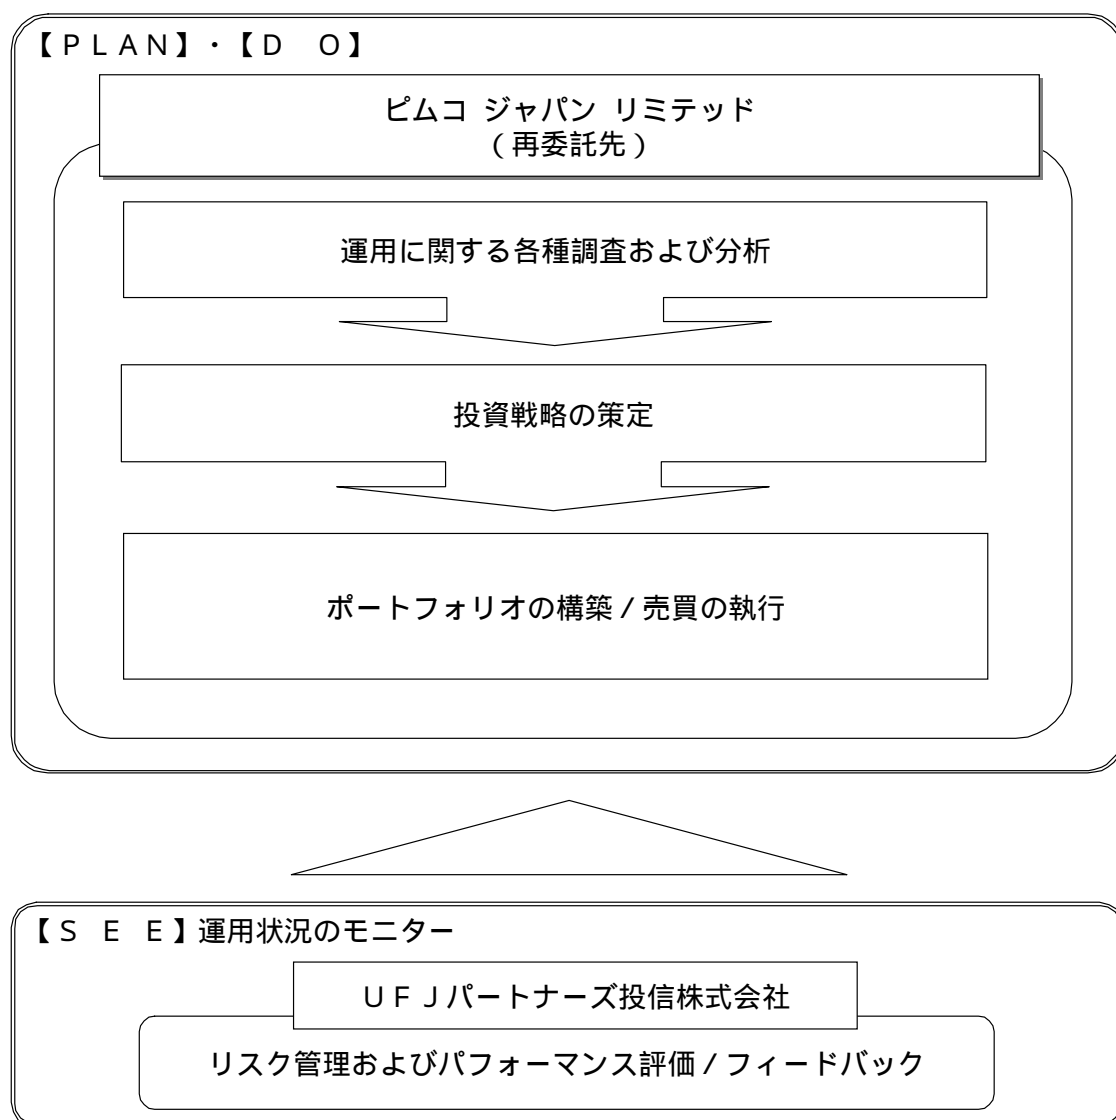 【ＰＬＡＮ】・【Ｄ　Ｏ】
ピムコ ジャパン リミテッド
（再委託先）
運用に関する各種調査および分析
投資戦略の策定
ポートフォリオの構築／売買の執行
【Ｓ　Ｅ　Ｅ】運用状況のモニター
ＵＦＪパートナーズ投信株式会社
リスク管理およびパフォーマンス評価／フィードバック